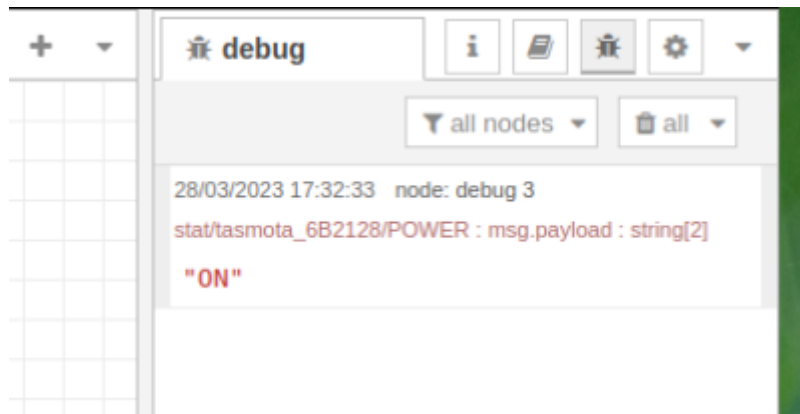 debug
i
all nodes
all
28/03/2023 17:32:33 node: debug 3
stat/tasmota_6B2128/POWER : msg.payload : string[2]
"ON"